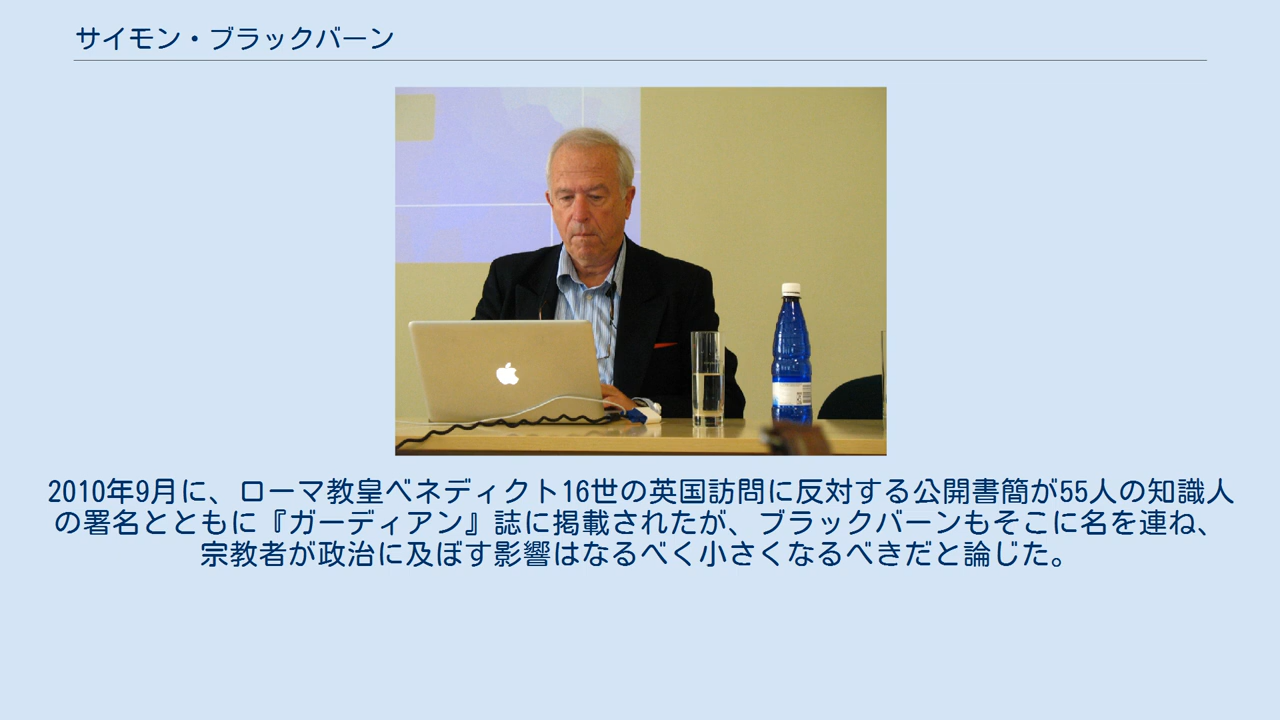 サイモン・ブラックバーン
2010年9月に、ローマ教皇ベネディクト16世の英国訪問に反対する公開書簡が55人の知識人
の署名とともに『ガーディアン』誌に掲載されたが、ブラックバーンもそこに名を連ね、
宗教者が政治に及ぼす影響はなるべく小さくなるべきだと論じた。